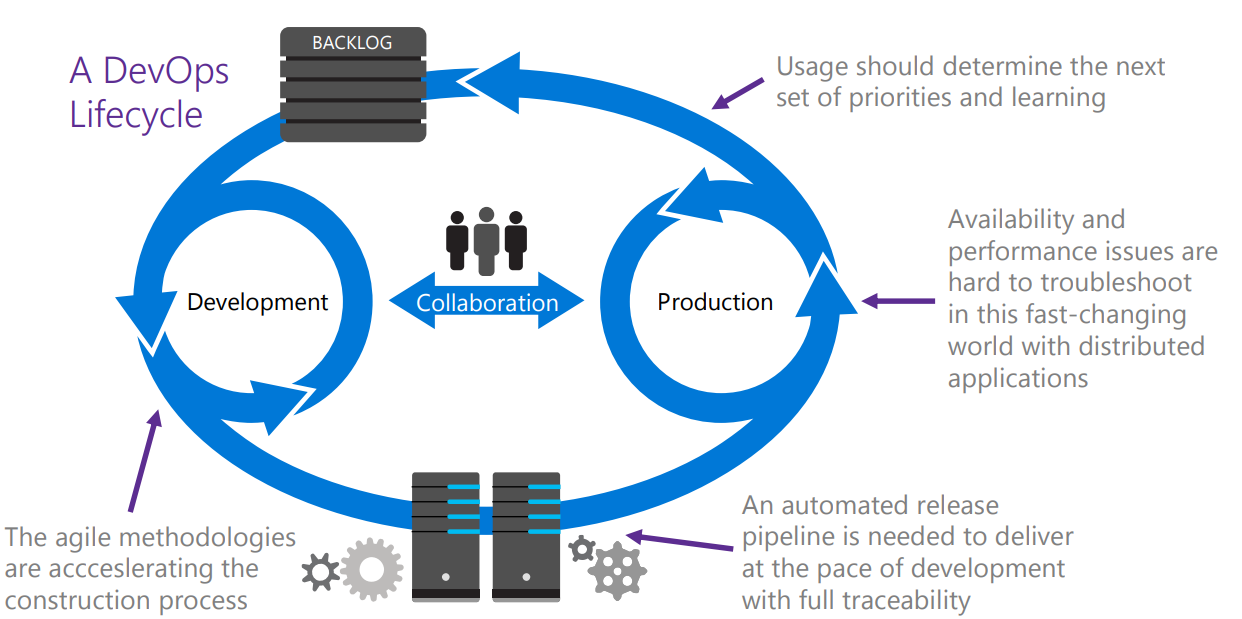 A DevOps
Lifecycle
BACKLOG
Usage should determine the next
set of priorities and learning
Availability and
performance issues are
hard to troubleshoot
in this fast-changing
world with distributed
applications
Development
Collaboration
Production
The agile methodologies
are accceslerating the
construction process
An automated release
pipeline is needed to deliver
at the pace of development
with full traceability